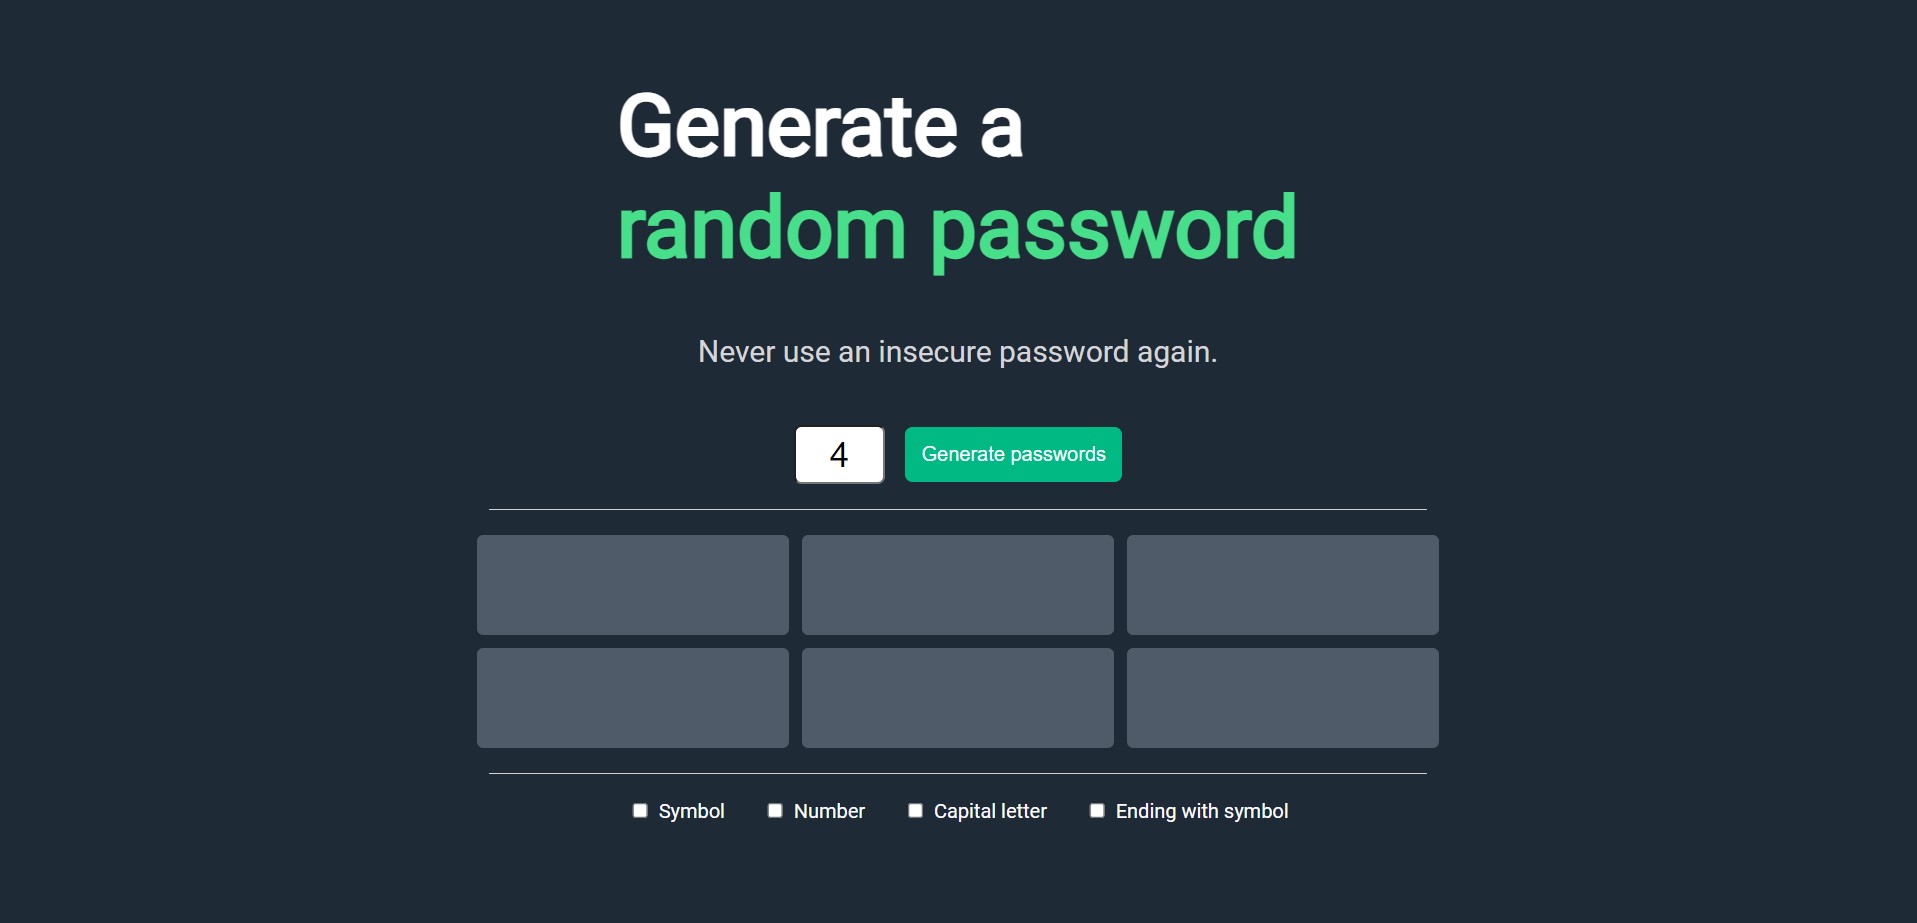 Generate a
random password
Never use an insecure password again.
4
Generate passwords
Symbol
Number
Capital letter
Ending with symbol